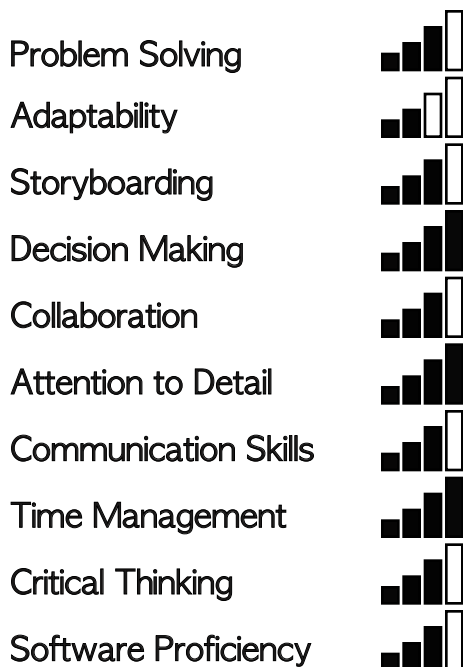 Problem Solving
Adaptability
Storyboarding
Decision Making
Collaboration
Attention to Detail
Communication Skills
Time Management
Critical Thinking
Software Proficiency